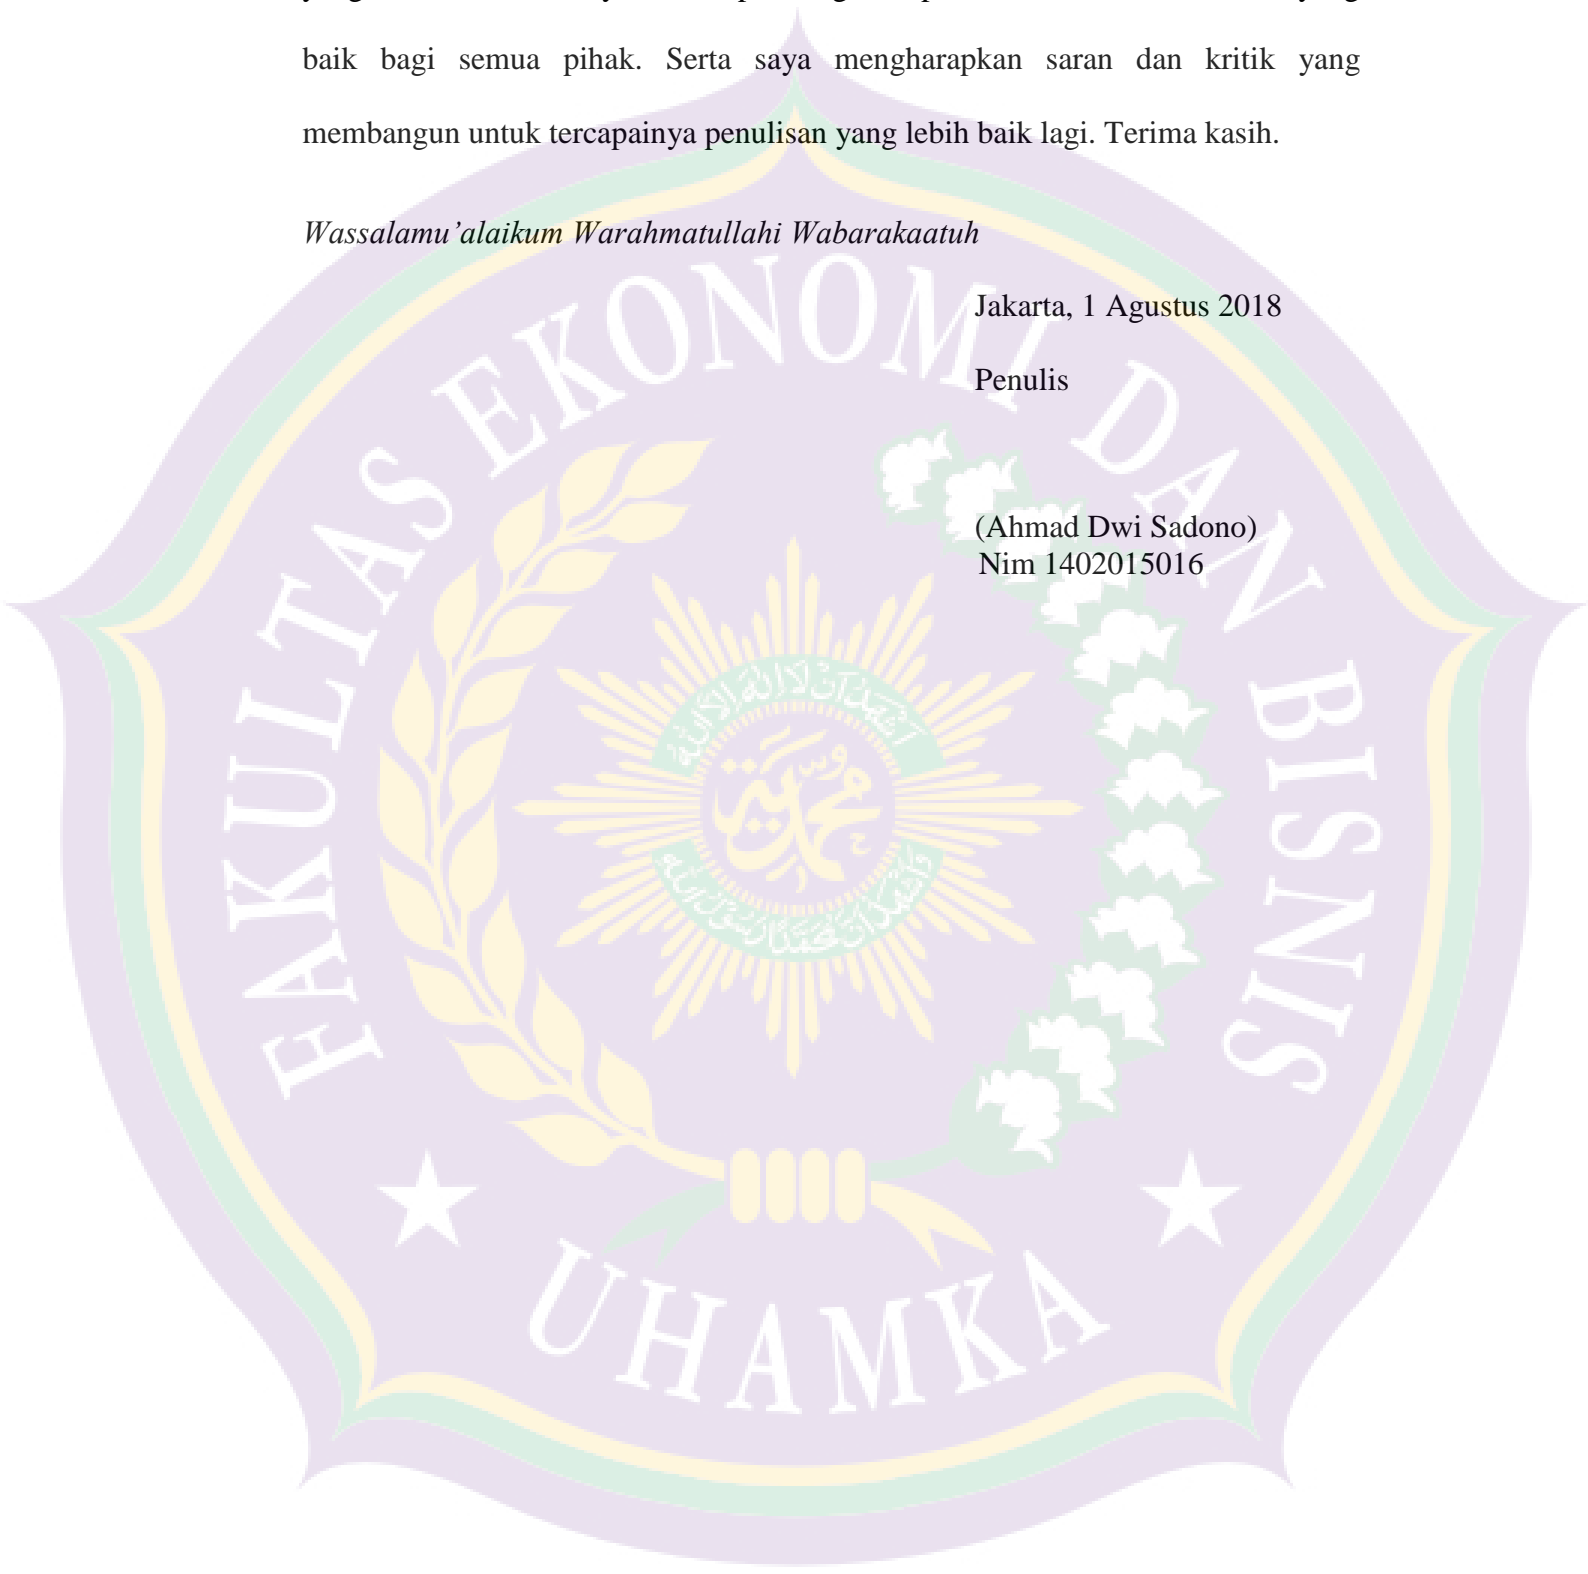 baik bagi semua pihak. Serta saya mengharapkan saran dan kritik yang
membangun untuk tercapainya penulisan yang lebih baik lagi. Terima kasih.
Wassalamu’alaikum Warahmatullahi Wabarakaatuh
Jakarta, 1 Agustus 2018
Penulis
(Ahmad Dwi Sadono)
Nim 1402015016
FAKULTAS EKONOMI DAN BISNIS
محمدية
UHAMKA